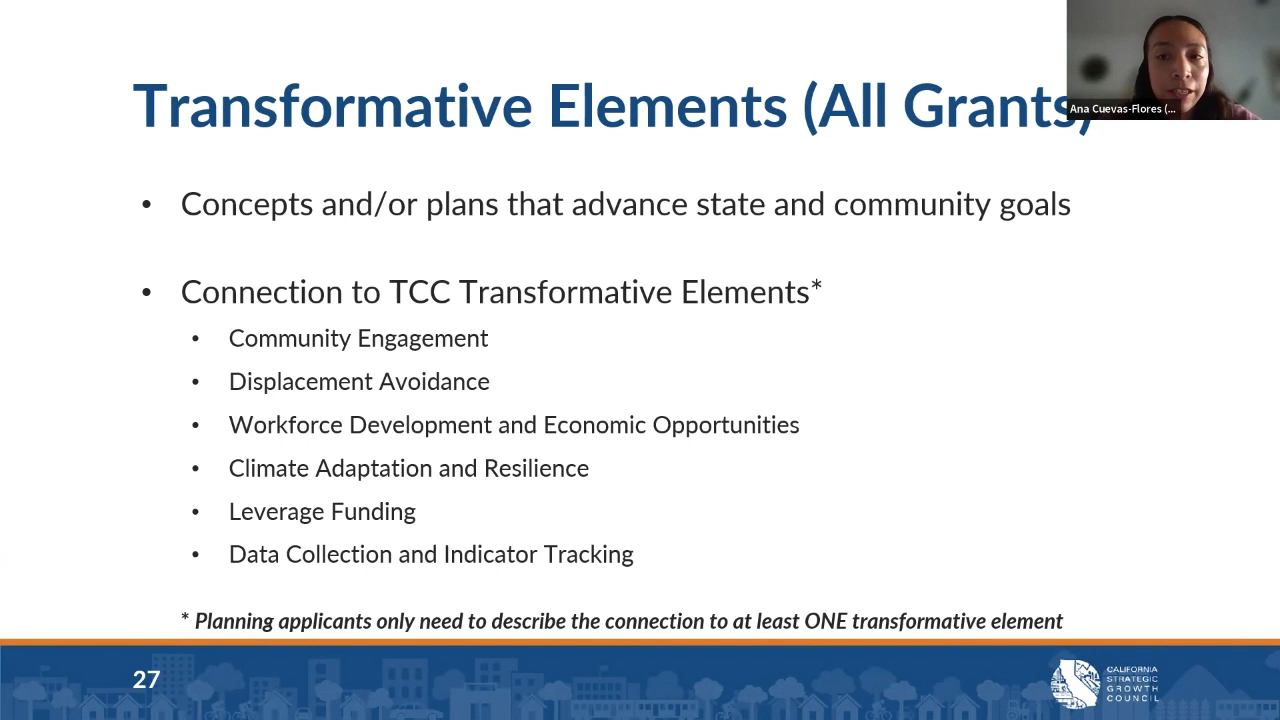 Transformative Elements (All Grants)
Ana Cuevas-Flores (...
• Concepts and/or plans that advance state and community goals
• Connection to TCC Transformative Elements*
• Community Engagement
• Displacement Avoidance
• Workforce Development and Economic Opportunities
• Climate Adaptation and Resilience
• Leverage Funding
• Data Collection and Indicator Tracking
* Planning applicants only need to describe the connection to at least ONE transformative element
27
CALIFORNIA
STRATEGIC
GROWTH
COUNCIL